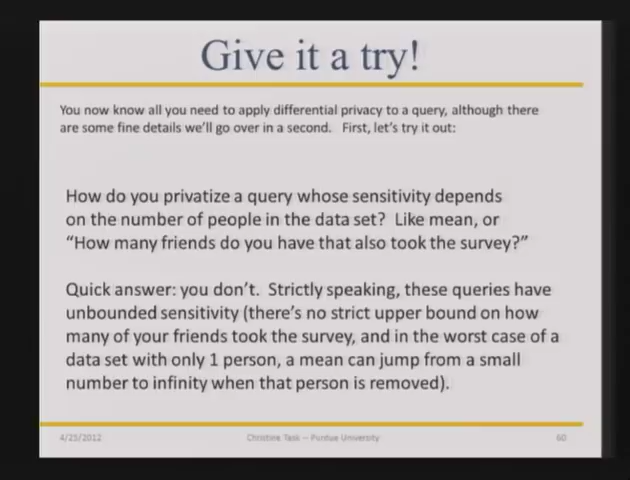 Give it a try!
You now know all you need to apply differential privacy to a query, although there
are some fine details we'll go over in a second. First, let's try it out:
How do you privatize a query whose sensitivity depends
on the number of people in the data set? Like mean, or
“How many friends do you have that also took the survey?”
Quick answer: you don't. Strictly speaking, these queries have
unbounded sensitivity (there's no strict upper bound on how
many of your friends took the survey, and in the worst case of a
data set with only 1 person, a mean can jump from a small
number to infinity when that person is removed).
4/25/2012
Christine Task – Purdue University
60